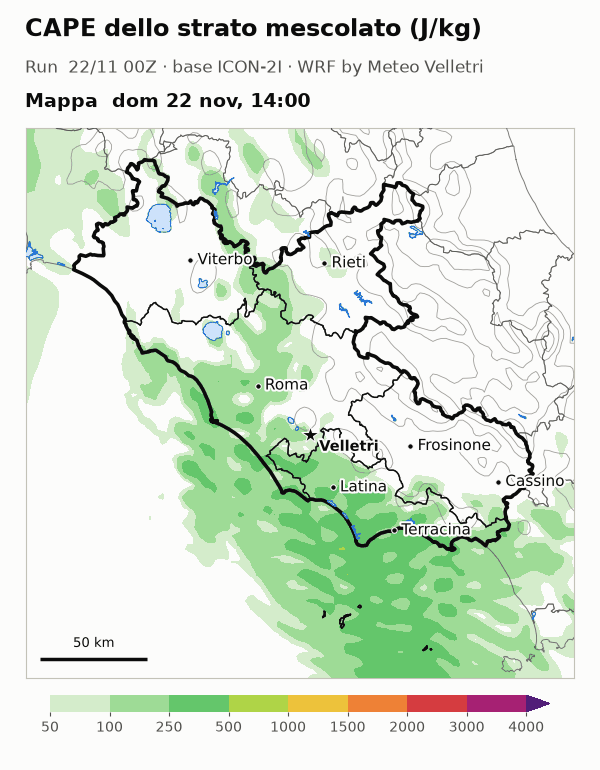 CAPE dello strato mescolato (J/kg)
Run 22/11 00Z · base ICON-2I · WRF by Meteo Velletri
Mappa dom 22 nov, 14:00
Viterbo
Rieti
Roma
Velletri
Frosinone
Cassino
Latina
Terracina
50 km
50 100 250 500 1000 1500 2000 3000 4000